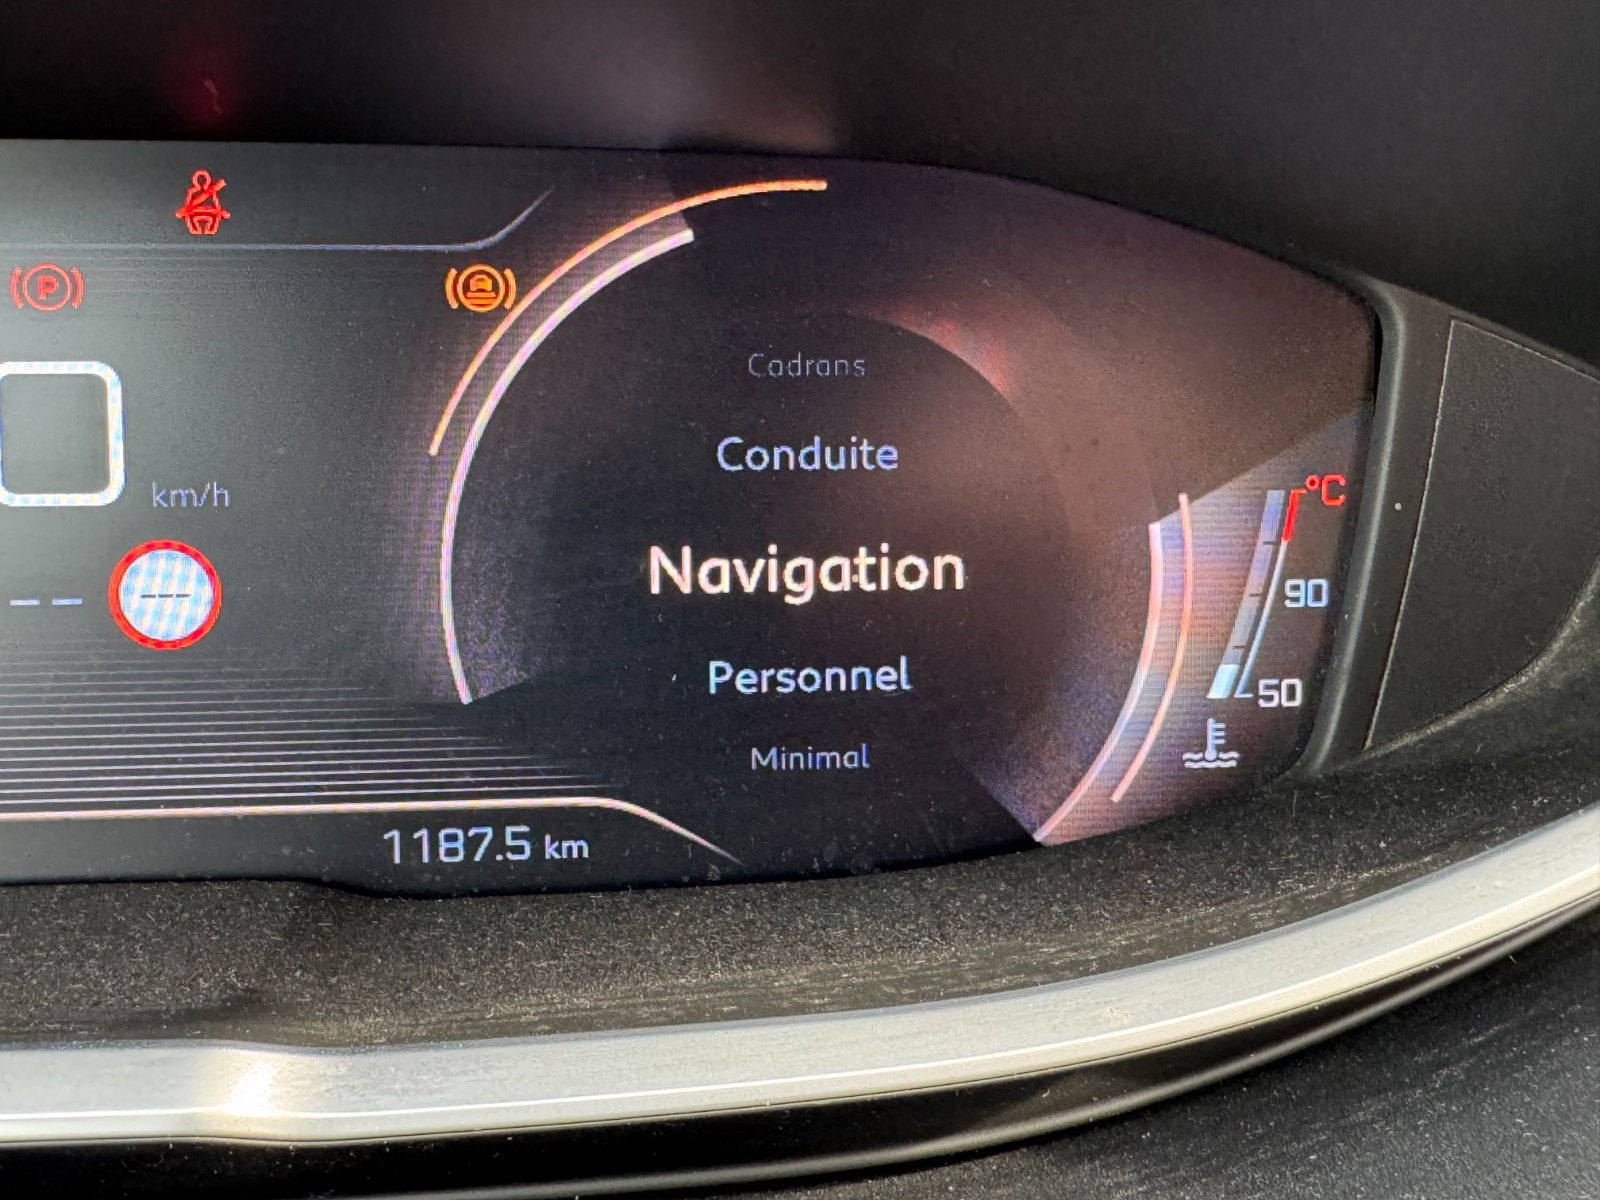 P
km/h
-- --
---
Cadrans
Conduite
Navigation
Personnel
Minimal
°C
90
50
1187.5 km